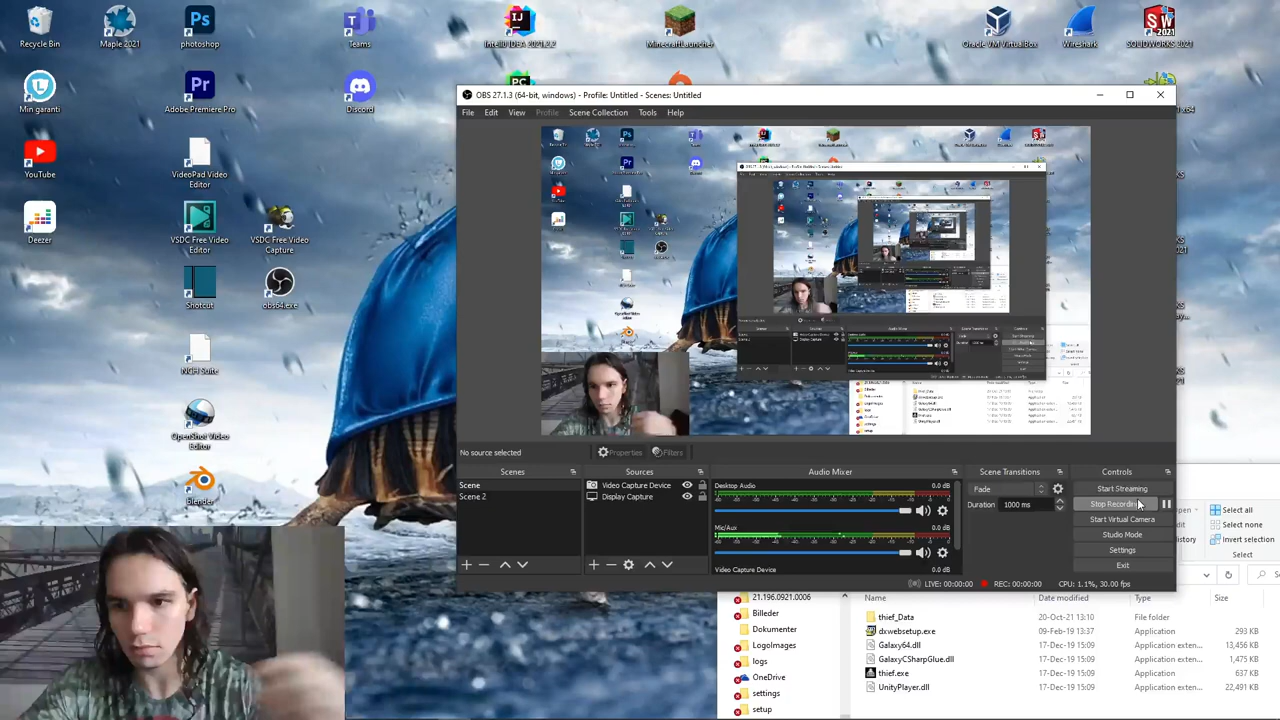 Recycle Bin
Maple 2021
photoshop
Teams
IntelliJ IDEA 2021.2.2
MinecraftLauncher
Oracle VM VirtualBox
Wireshark
SOLIDWORKS 2021
Min garanti
Adobe Premiere Pro
Discord
YouTube
VideoPad Video Editor
Deezer
VSDC Free Video Editor
VSDC Free Video Capture
OpenShot Video Editor
Blender
OBS 27.1.3 (64-bit, windows) - Profile: Untitled - Scenes: Untitled
File Edit View Profile Scene Collection Tools Help
No source selected
Properties
Filters
Scenes
Scene
Scene 2
Sources
Video Capture Device
Display Capture
Audio Mixer
Desktop Audio 0.0 dB
Mic/Aux 0.0 dB
Video Capture Device
Scene Transitions
Fade
Duration 1000 ms
Controls
Start Streaming
Stop Recording
Start Virtual Camera
Studio Mode
Settings
Exit
LIVE: 00:00:00 REC: 00:00:00 CPU: 1.1%, 30.00 fps
Select all
Select none
Invert selection
Select
21.196.0921.0006
Billeder
Dokumenter
LogoImages
logs
OneDrive
settings
setup
Name Date modified Type Size
thief_Data 20-Oct-21 13:10 File folder
dxwebsetup.exe 09-Feb-19 13:37 Application 293 KB
Galaxy64.dll 17-Dec-19 15:09 Application exten... 13,456 KB
GalaxyCSharpGlue.dll 17-Dec-19 15:09 Application exten... 1,475 KB
thief.exe 17-Dec-19 15:09 Application 637 KB
UnityPlayer.dll 17-Dec-19 15:09 Application exten... 22,491 KB